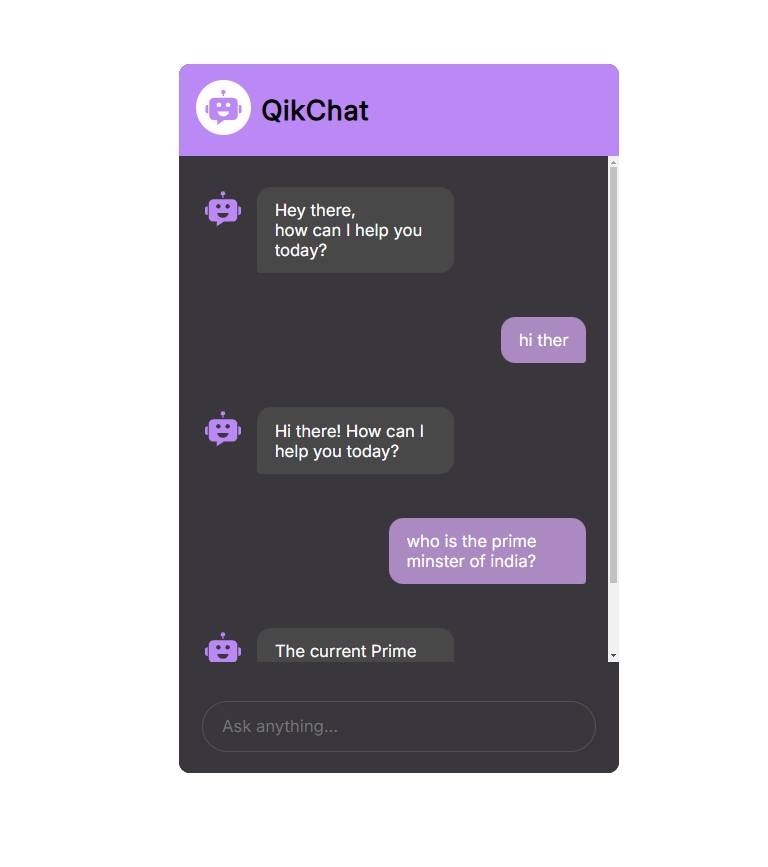 QikChat
Hey there,
how can I help you
today?
hi ther
Hi there! How can I
help you today?
who is the prime
minster of india?
The current Prime
Ask anything...